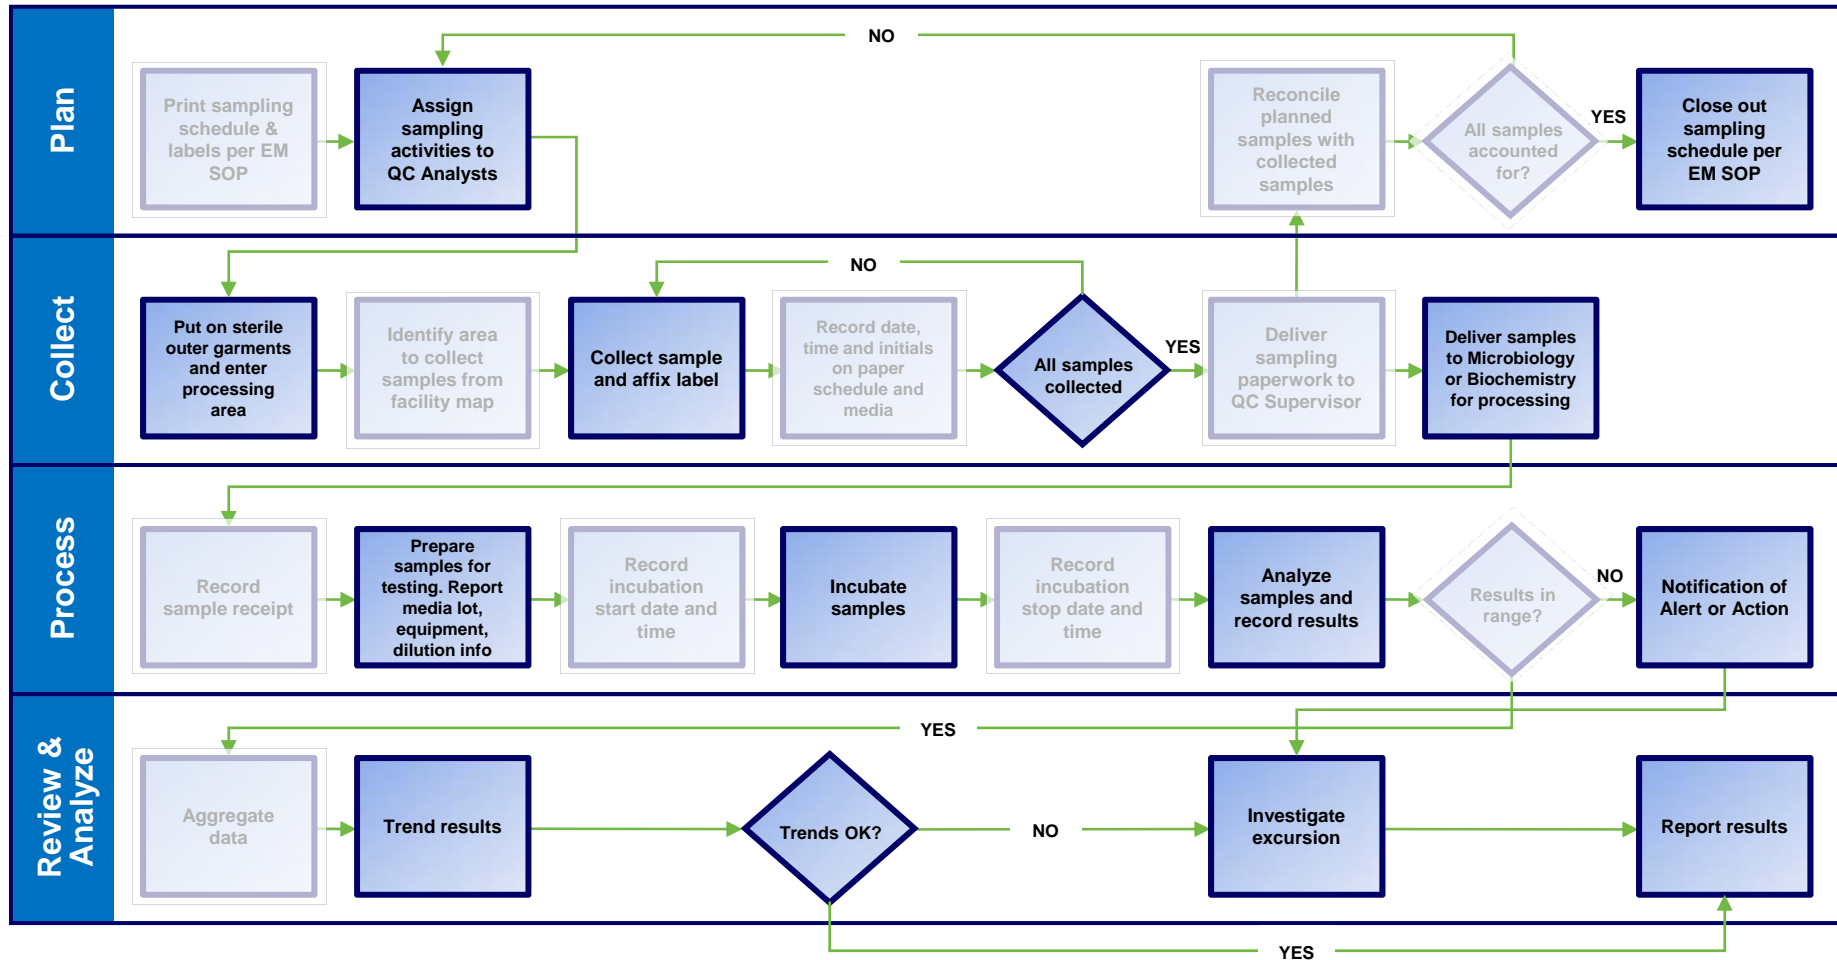 Plan
NO
Print sampling
schedule &
labels per EM
SOP
Assign
sampling
activities to
QC Analysts
Reconcile
planned
samples with
collected
samples
All samples
accounted
for?
YES
Close out
sampling
schedule per
EM SOP
Collect
NO
Put on sterile
outer garments
and enter
processing
area
Identify area
to collect
samples from
facility map
Collect sample
and affix label
Record date,
time and initials
on paper
schedule and
media
All samples
collected
YES
Deliver
sampling
paperwork to
QC Supervisor
Deliver samples
to Microbiology
or Biochemistry
for processing
Process
Record
sample receipt
Prepare
samples for
testing. Report
media lot,
equipment,
dilution info
Record
incubation
start date and
time
Incubate
samples
Record
incubation
stop date and
time
Analyze
samples and
record results
Results in
range?
NO
Notification of
Alert or Action
Review &
Analyze
YES
Aggregate
data
Trend results
Trends OK?
NO
Investigate
excursion
Report results
YES